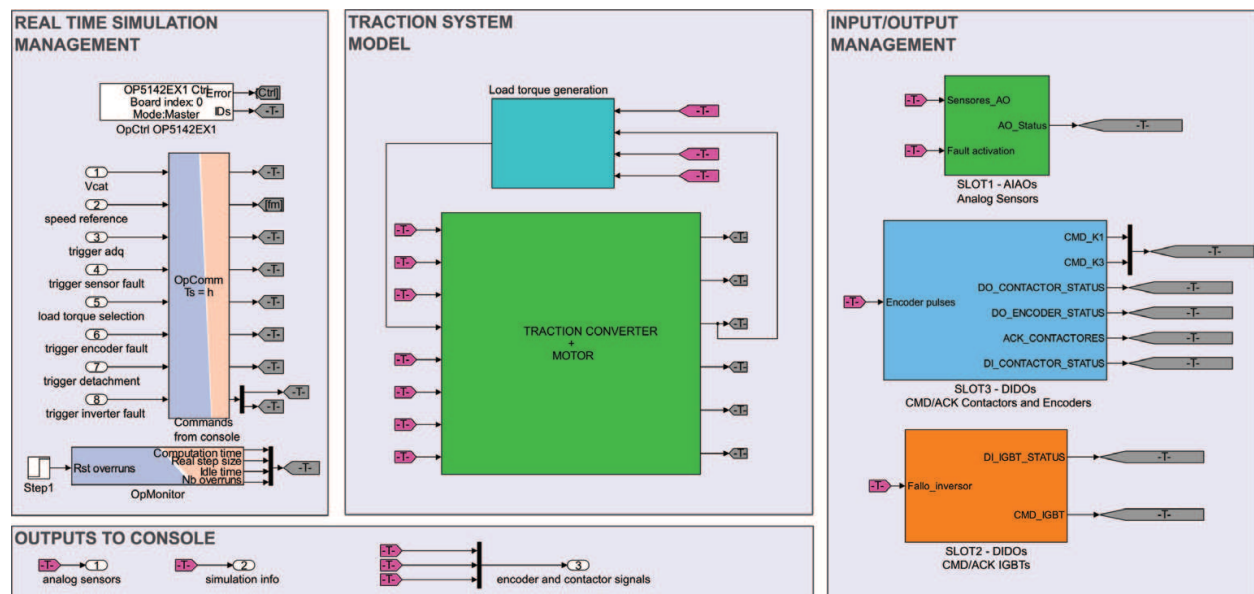 REAL TIME SIMULATION
MANAGEMENT
OP5142EX1 Ctrl
Board index: 0
Mode:Master
Error
IDs
[Ctrl]
-T-
OpCtrl OP5142EX1
1
Vcat
2
speed reference
3
trigger adq
4
trigger sensor fault
5
load torque selection
6
trigger encoder fault
7
trigger detachment
8
trigger inverter fault
OpComm
Ts = h
-T-
[fm]
-T-
-T-
-T-
-T-
-T-
-T-
-T-
Commands
from console
Step1
Rst overruns
Computation time
Real step size
Idle time
Nb overruns
-T-
OpMonitor
TRACTION SYSTEM
MODEL
Load torque generation
-T-
-T-
-T-
-T-
-T-
-T-
-T-
-T-
-T-
-T-
TRACTION CONVERTER
+
MOTOR
-T-
-T-
-T-
-T-
-T-
-T-
INPUT/OUTPUT
MANAGEMENT
-T-
Sensores_AO
AO_Status
-T-
-T-
Fault activation
SLOT1 - AIAOs
Analog Sensors
-T-
Encoder pulses
CMD_K1
CMD_K3
-T-
DO_CONTACTOR_STATUS
-T-
DO_ENCODER_STATUS
-T-
ACK_CONTACTORES
-T-
DI_CONTACTOR_STATUS
-T-
SLOT3 - DIDOs
CMD/ACK Contactors and Encoders
-T-
Fallo_inversor
DI_IGBT_STATUS
-T-
CMD_IGBT
-T-
SLOT2 - DIDOs
CMD/ACK IGBTs
OUTPUTS TO CONSOLE
-T-
1
analog sensors
-T-
2
simulation info
-T-
-T-
-T-
3
encoder and contactor signals